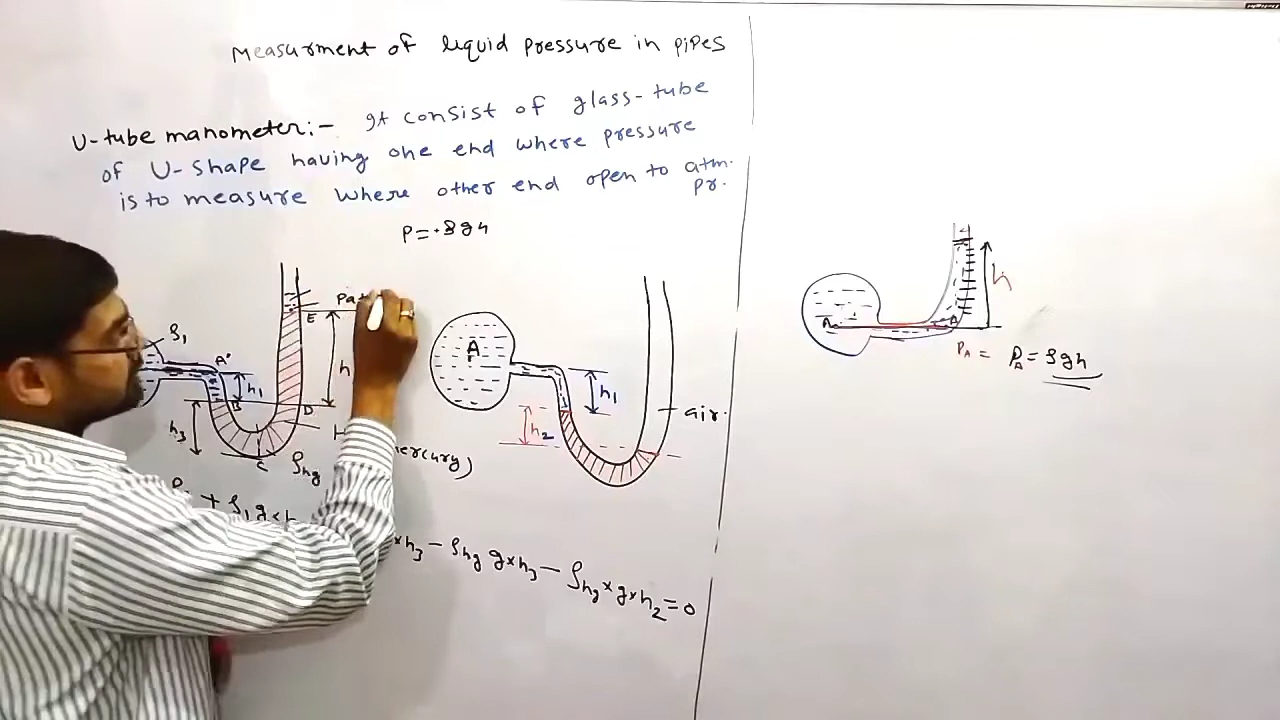 Measurment of liquid pressure in pipes
U-tube manometer:- It consist of glass-tube
of U-shape having one end where pressure
is to measure where other end open to atm.
pr.
P=+ρgh
ρ1
A'
h1
B
h3
C
D
E
h
ρhg
A
h1
h2
air
+ ρ1 g×h
×h3 - ρhg g×h3 - ρhg×g×h2=0
A
A'
h
PA = PA = ρgh